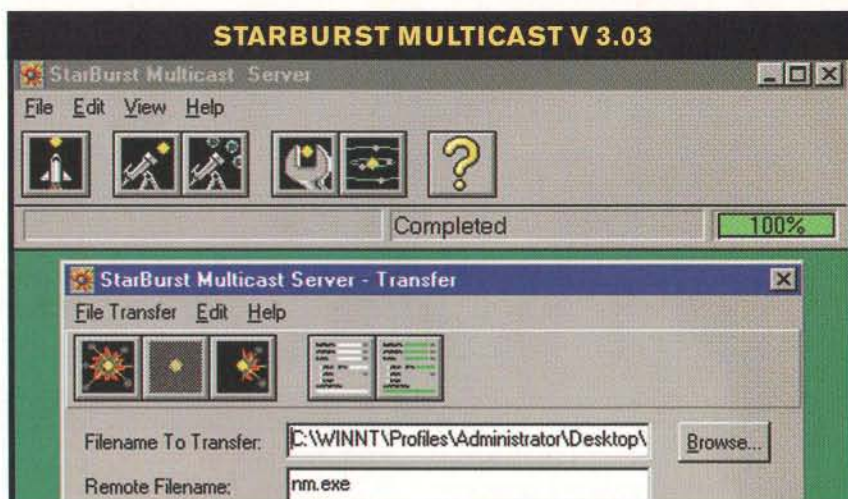 STARBURST MULTICAST V 3.03
StarBurst Multicast Server
File Edit View Help
Completed 100%
StarBurst Multicast Server - Transfer
File Transfer Edit Help
Filename To Transfer: C:\WINNT\Profiles\Administrator\Desktop\ Browse...
Remote Filename: nm.exe